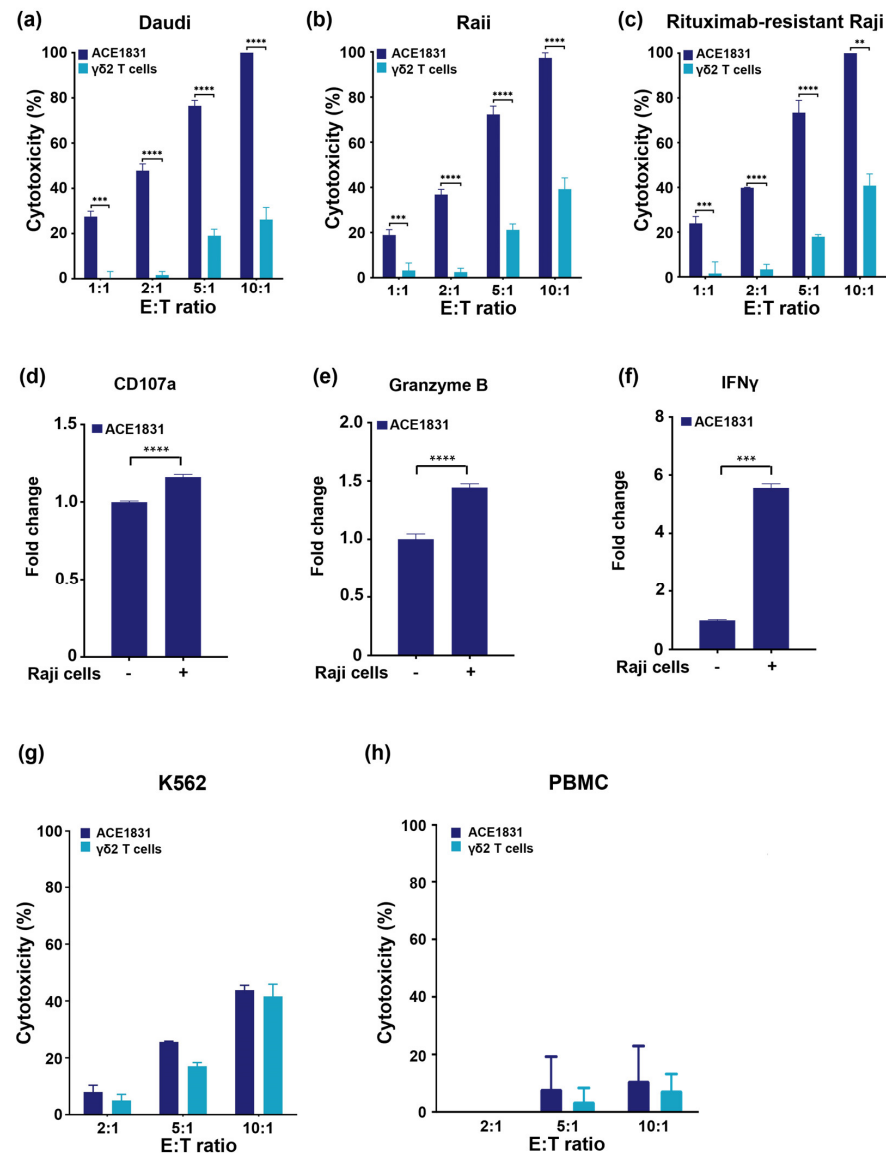 (a)
Daudi
ACE1831
γδ2 T cells
Cytotoxicity (%)
100
80
60
40
20
0
***
****
****
****
1:1
2:1
5:1
10:1
E:T ratio
(b)
Raii
ACE1831
γδ2 T cells
Cytotoxicity (%)
100
80
60
40
20
0
***
****
****
****
1:1
2:1
5:1
10:1
E:T ratio
(c)
Rituximab-resistant Raji
ACE1831
γδ2 T cells
Cytotoxicity (%)
100
80
60
40
20
0
***
****
****
**
1:1
2:1
5:1
10:1
E:T ratio
(d)
CD107a
ACE1831
Fold change
1.5
1.0
0.5
0
****
Raji cells - +
(e)
Granzyme B
ACE1831
Fold change
2.0
1.5
1.0
0.5
0
****
Raji cells - +
(f)
IFNγ
ACE1831
Fold change
8
6
4
2
0
***
Raji cells - +
(g)
K562
ACE1831
γδ2 T cells
Cytotoxicity (%)
100
80
60
40
20
0
2:1
5:1
10:1
E:T ratio
(h)
PBMC
ACE1831
γδ2 T cells
Cytotoxicity (%)
100
80
60
40
20
0
2:1
5:1
10:1
E:T ratio